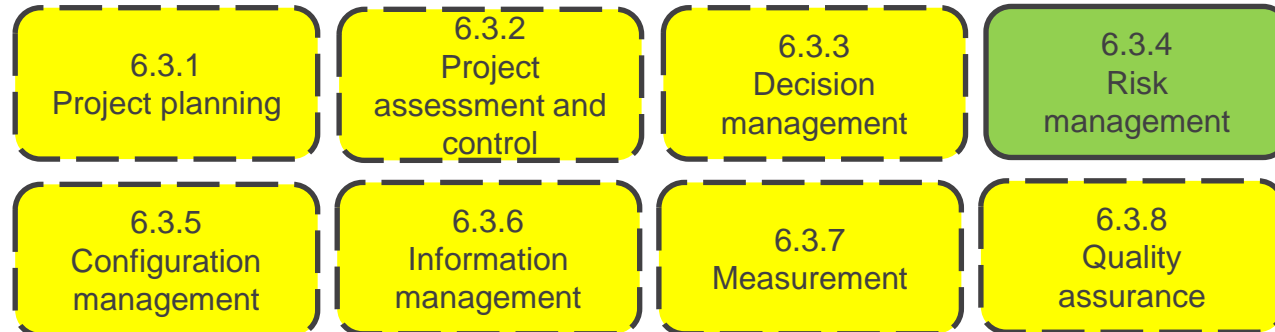 6.3.1
Project planning
6.3.2
Project
assessment and
control
6.3.3
Decision
management
6.3.4
Risk
management
6.3.5
Configuration
management
6.3.6
Information
management
6.3.7
Measurement
6.3.8
Quality
assurance